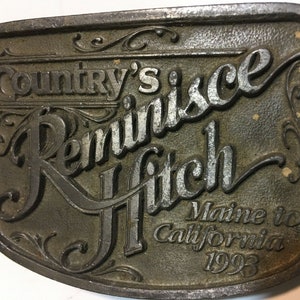 Country's
Reminisce
Hitch
Maine to
California
1993